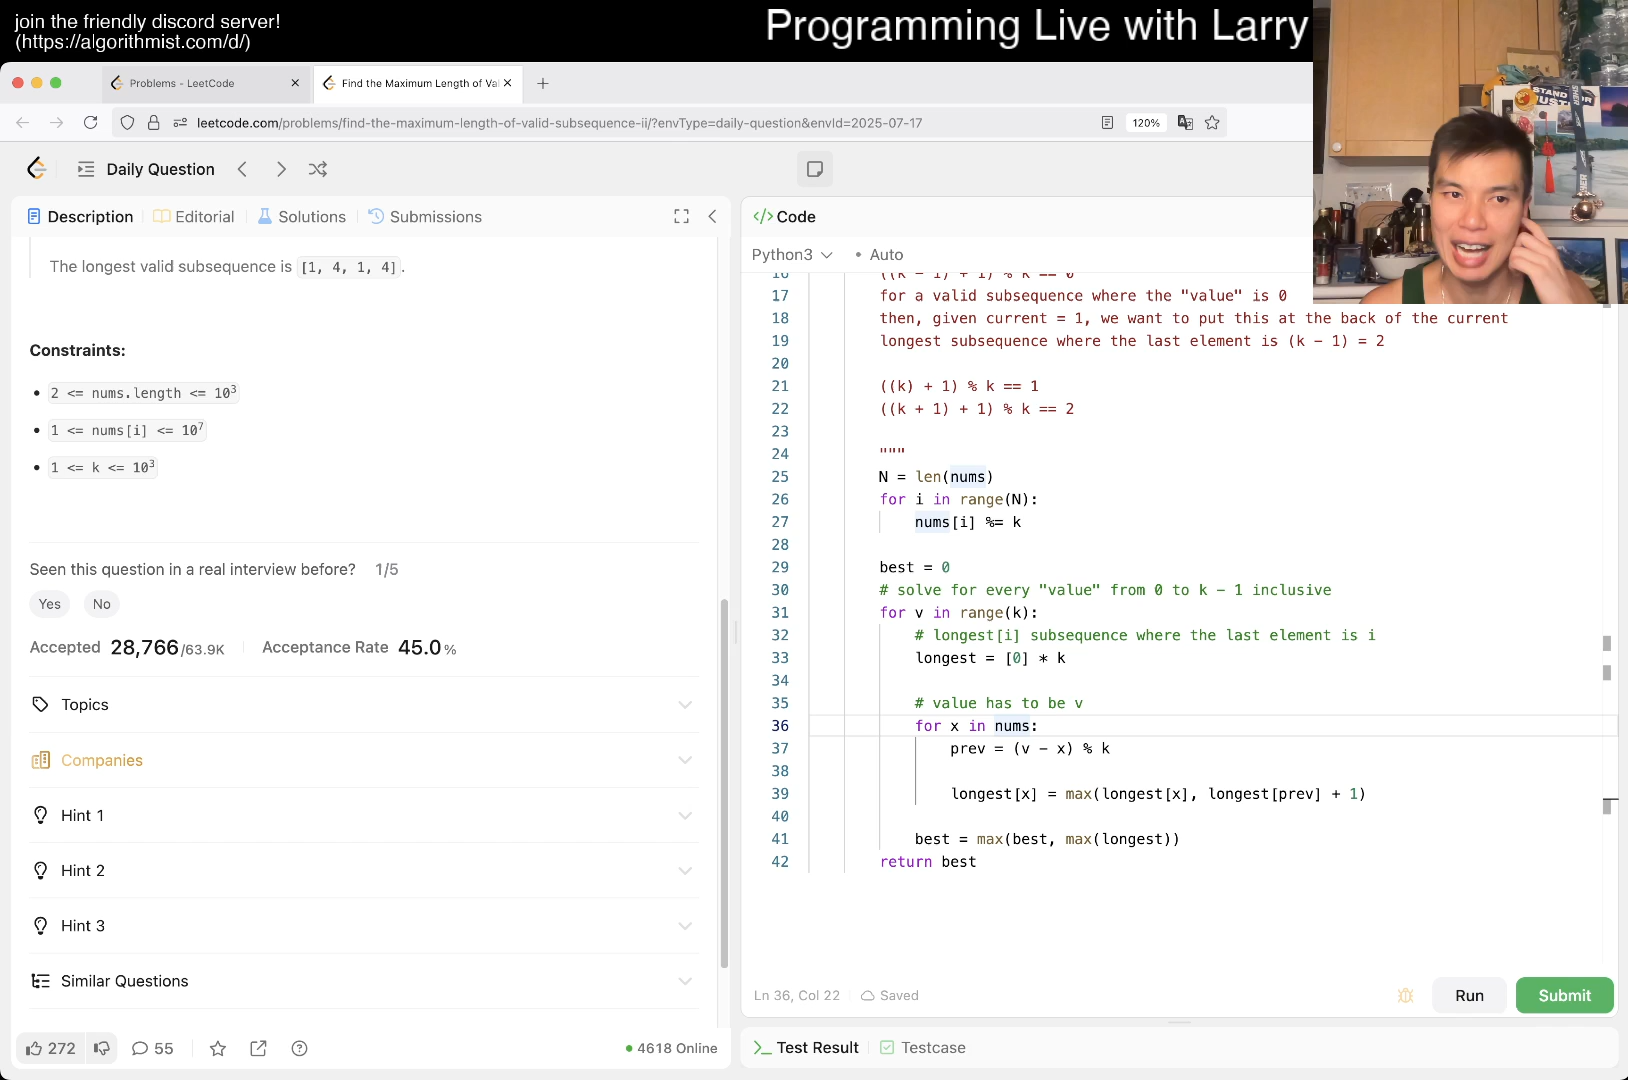 join the friendly discord server!
(https://algorithmist.com/d/)
Programming Live with Larry
Problems - LeetCode
Find the Maximum Length of Val
leetcode.com/problems/find-the-maximum-length-of-valid-subsequence-ii/?envType=daily-question&envId=2025-07-17
120%
Daily Question
Description
Editorial
Solutions
Submissions
The longest valid subsequence is [1, 4, 1, 4].
Constraints:
• 2 <= nums.length <= 10³
• 1 <= nums[i] <= 10⁷
• 1 <= k <= 10³
Seen this question in a real interview before? 1/5
Yes No
Accepted 28,766/63.9K Acceptance Rate 45.0%
Topics
Companies
Hint 1
Hint 2
Hint 3
Similar Questions
272
55
4618 Online
</> Code
Python3 • Auto
16 ((k - 1) + 1) % k == 0
17 for a valid subsequence where the "value" is 0
18 then, given current = 1, we want to put this at the back of the current
19 longest subsequence where the last element is (k - 1) = 2
20
21 ((k) + 1) % k == 1
22 ((k + 1) + 1) % k == 2
23
24 """
25 N = len(nums)
26 for i in range(N):
27 nums[i] %= k
28
29 best = 0
30 # solve for every "value" from 0 to k - 1 inclusive
31 for v in range(k):
32 # longest[i] subsequence where the last element is i
33 longest = [0] * k
34
35 # value has to be v
36 for x in nums:
37 prev = (v - x) % k
38
39 longest[x] = max(longest[x], longest[prev] + 1)
40
41 best = max(best, max(longest))
42 return best
Ln 36, Col 22
Saved
Run
Submit
Test Result
Testcase